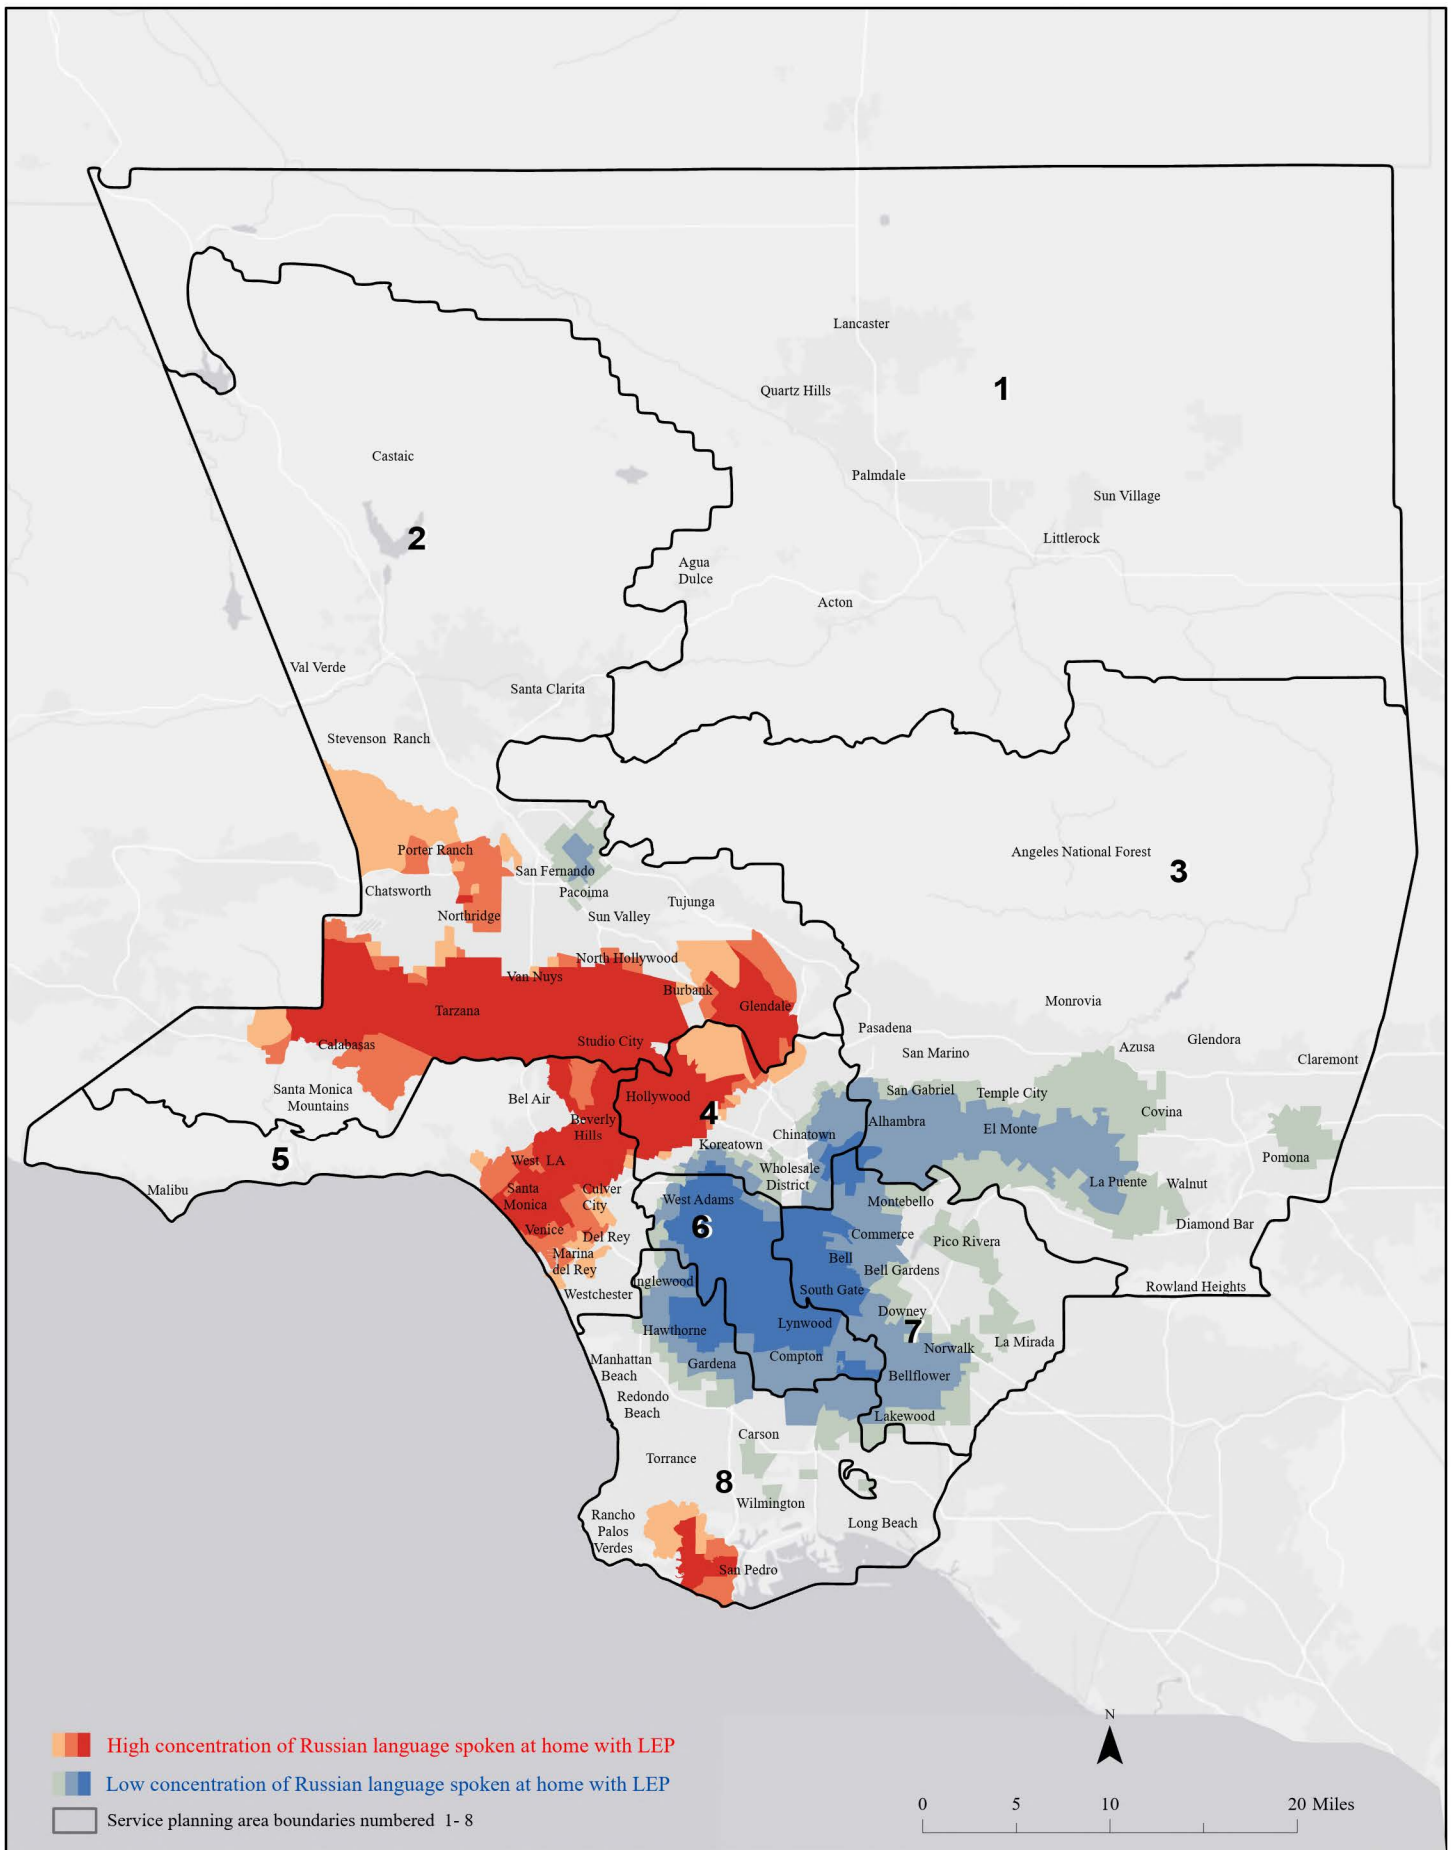 Lancaster
1
Quartz Hills
Castaic
Palmdale
Sun Village
2
Littlerock
Agua
Dulce
Acton
Val Verde
Santa Clarita
Stevenson Ranch
Porter Ranch
Angeles National Forest
3
San Fernando
Chatsworth
Pacoima
Tujunga
Northridge
Sun Valley
North Hollywood
Van Nuys
Burbank
Monrovia
Glendale
Tarzana
Pasadena
Studio City
Calabasas
San Marino
Azusa
Glendora
Claremont
Santa Monica
Mountains
Bel Air
Hollywood
4
San Gabriel
Temple City
Beverly
Hills
Covina
Alhambra
El Monte
Chinatown
Koreatown
5
West LA
Wholesale
District
Pomona
Malibu
Santa
Monica
Culver
City
West Adams
Montebello
La Puente
Walnut
Venice
Del Rey
6
Commerce
Pico Rivera
Diamond Bar
Marina
del Rey
Bell
Bell Gardens
Inglewood
Westchester
South Gate
Rowland Heights
Downey
Hawthorne
Lynwood
7
La Mirada
Norwalk
Manhattan
Beach
Gardena
Compton
Bellflower
Redondo
Beach
Lakewood
Carson
Torrance
8
Wilmington
Rancho
Palos
Verdes
Long Beach
San Pedro
N
High concentration of Russian language spoken at home with LEP
Low concentration of Russian language spoken at home with LEP
Service planning area boundaries numbered 1- 8
0 5 10 20 Miles